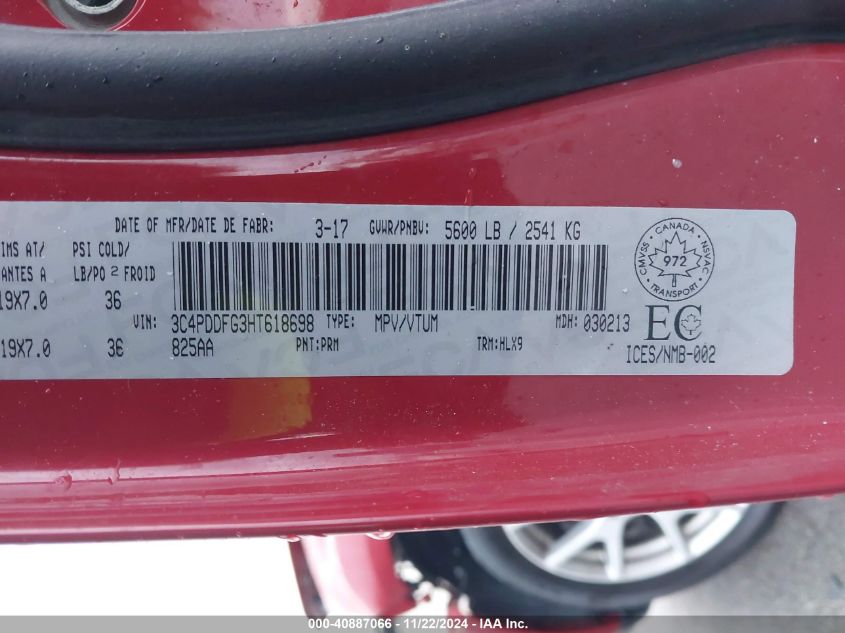 DATE OF MFR/DATE DE FABR: 3-17 GVWR/PNBV: 5600 LB / 2541 KG
IMS AT/ PSI COLD/
ANTES A LB/PO 2 FROID
19X7.0 36
VIN: 3C4PDDFG3HT618698 TYPE: MPV/VTUM MDH: 030213
19X7.0 36 825AA PNT:PRM TRM:HLX9
CANADA
CMVSS NSVAC
972
TRANSPORT
EC
ICES/NMB-002
000-40887066 - 11/22/2024 - IAA Inc.